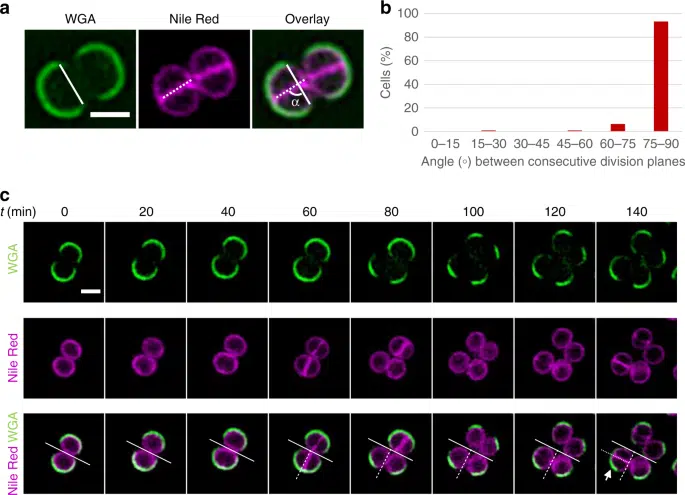 a
WGA Nile Red Overlay
α
b
Cells (%)
100
80
60
40
20
0
0–15 15–30 30–45 45–60 60–75 75–90
Angle (○) between consecutive division planes
c
t (min) 0 20 40 60 80 100 120 140
WGA
Nile Red
Nile Red WGA